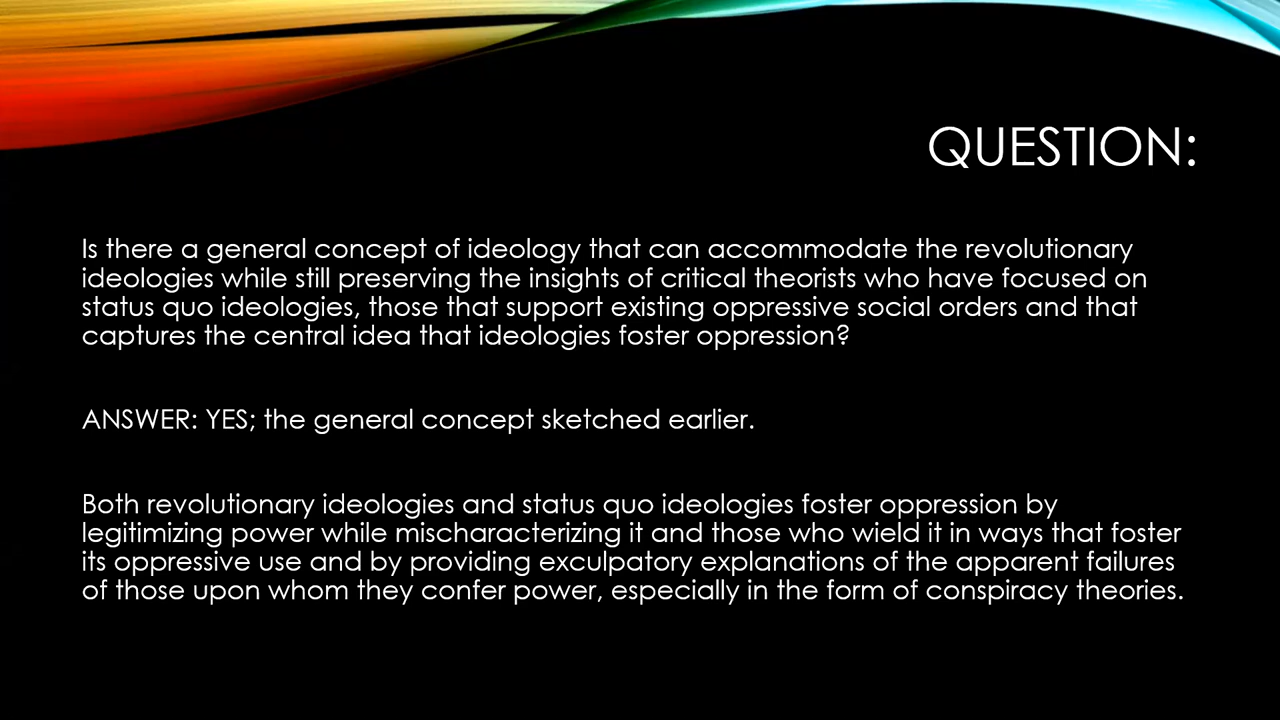 QUESTION:
Is there a general concept of ideology that can accommodate the revolutionary
ideologies while still preserving the insights of critical theorists who have focused on
status quo ideologies, those that support existing oppressive social orders and that
captures the central idea that ideologies foster oppression?
ANSWER: YES; the general concept sketched earlier.
Both revolutionary ideologies and status quo ideologies foster oppression by
legitimizing power while mischaracterizing it and those who wield it in ways that foster
its oppressive use and by providing exculpatory explanations of the apparent failures
of those upon whom they confer power, especially in the form of conspiracy theories.